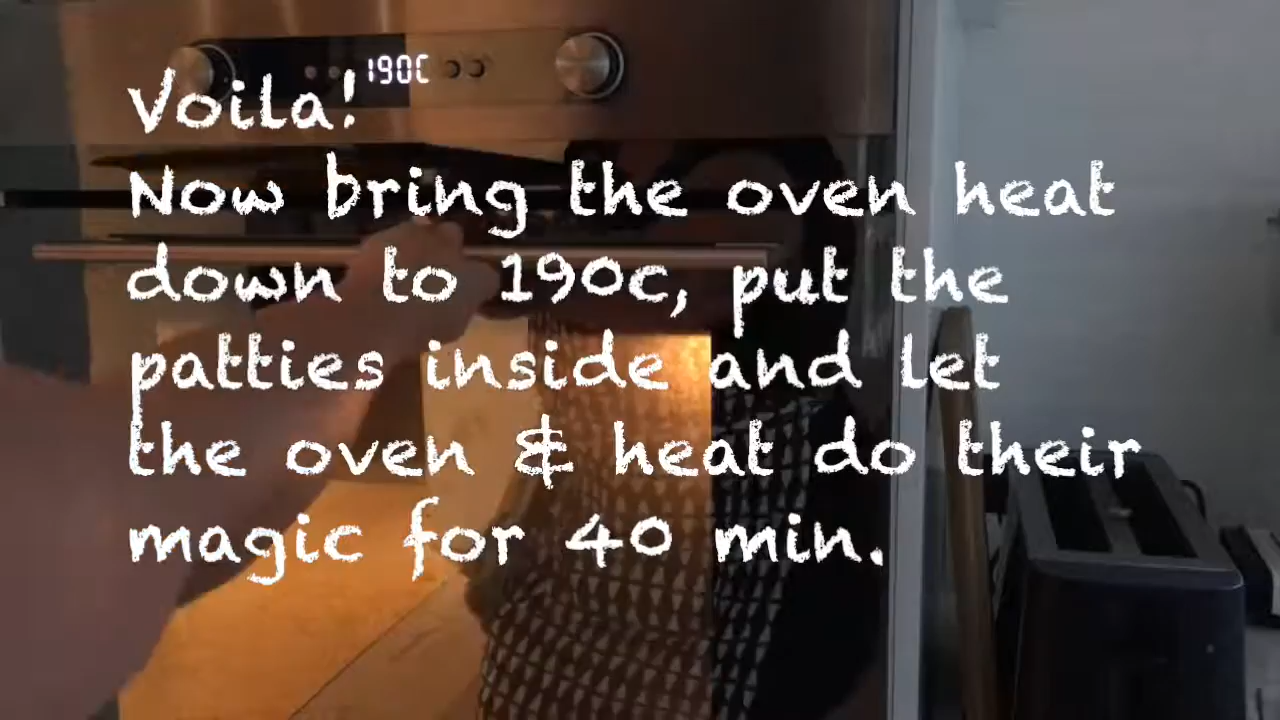 190C
Voila!
Now bring the oven heat
down to 190c, put the
patties inside and let
the oven & heat do their
magic for 40 min.